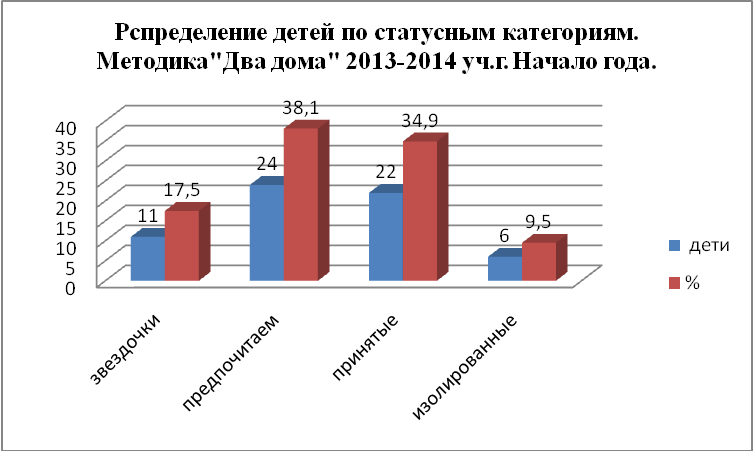 Рспределение детей по статусным категориям.
Методика"Два дома" 2013-2014 уч.г. Начало года.
40
35
30
25
20
15
10
5
0
11
17,5
24
38,1
22
34,9
6
9,5
звездочки
предпочитаем
принятые
изолированные
дети
%